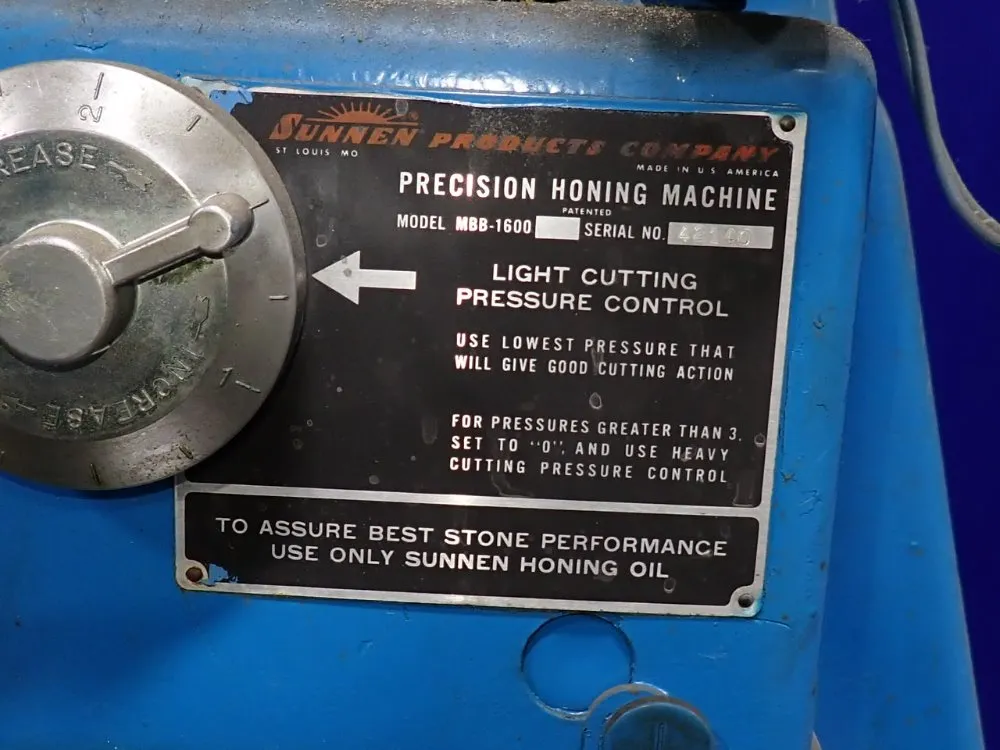 2
REASE
INCREASE
1
SUNNEN PRODUCTS COMPANY
ST LOUIS MO
MADE IN U S AMERICA
PRECISION HONING MACHINE
PATENTED
MODEL MBB-1600 SERIAL NO.
LIGHT CUTTING
PRESSURE CONTROL
USE LOWEST PRESSURE THAT
WILL GIVE GOOD CUTTING ACTION
FOR PRESSURES GREATER THAN 3,
SET TO "0", AND USE HEAVY
CUTTING PRESSURE CONTROL
TO ASSURE BEST STONE PERFORMANCE
USE ONLY SUNNEN HONING OIL